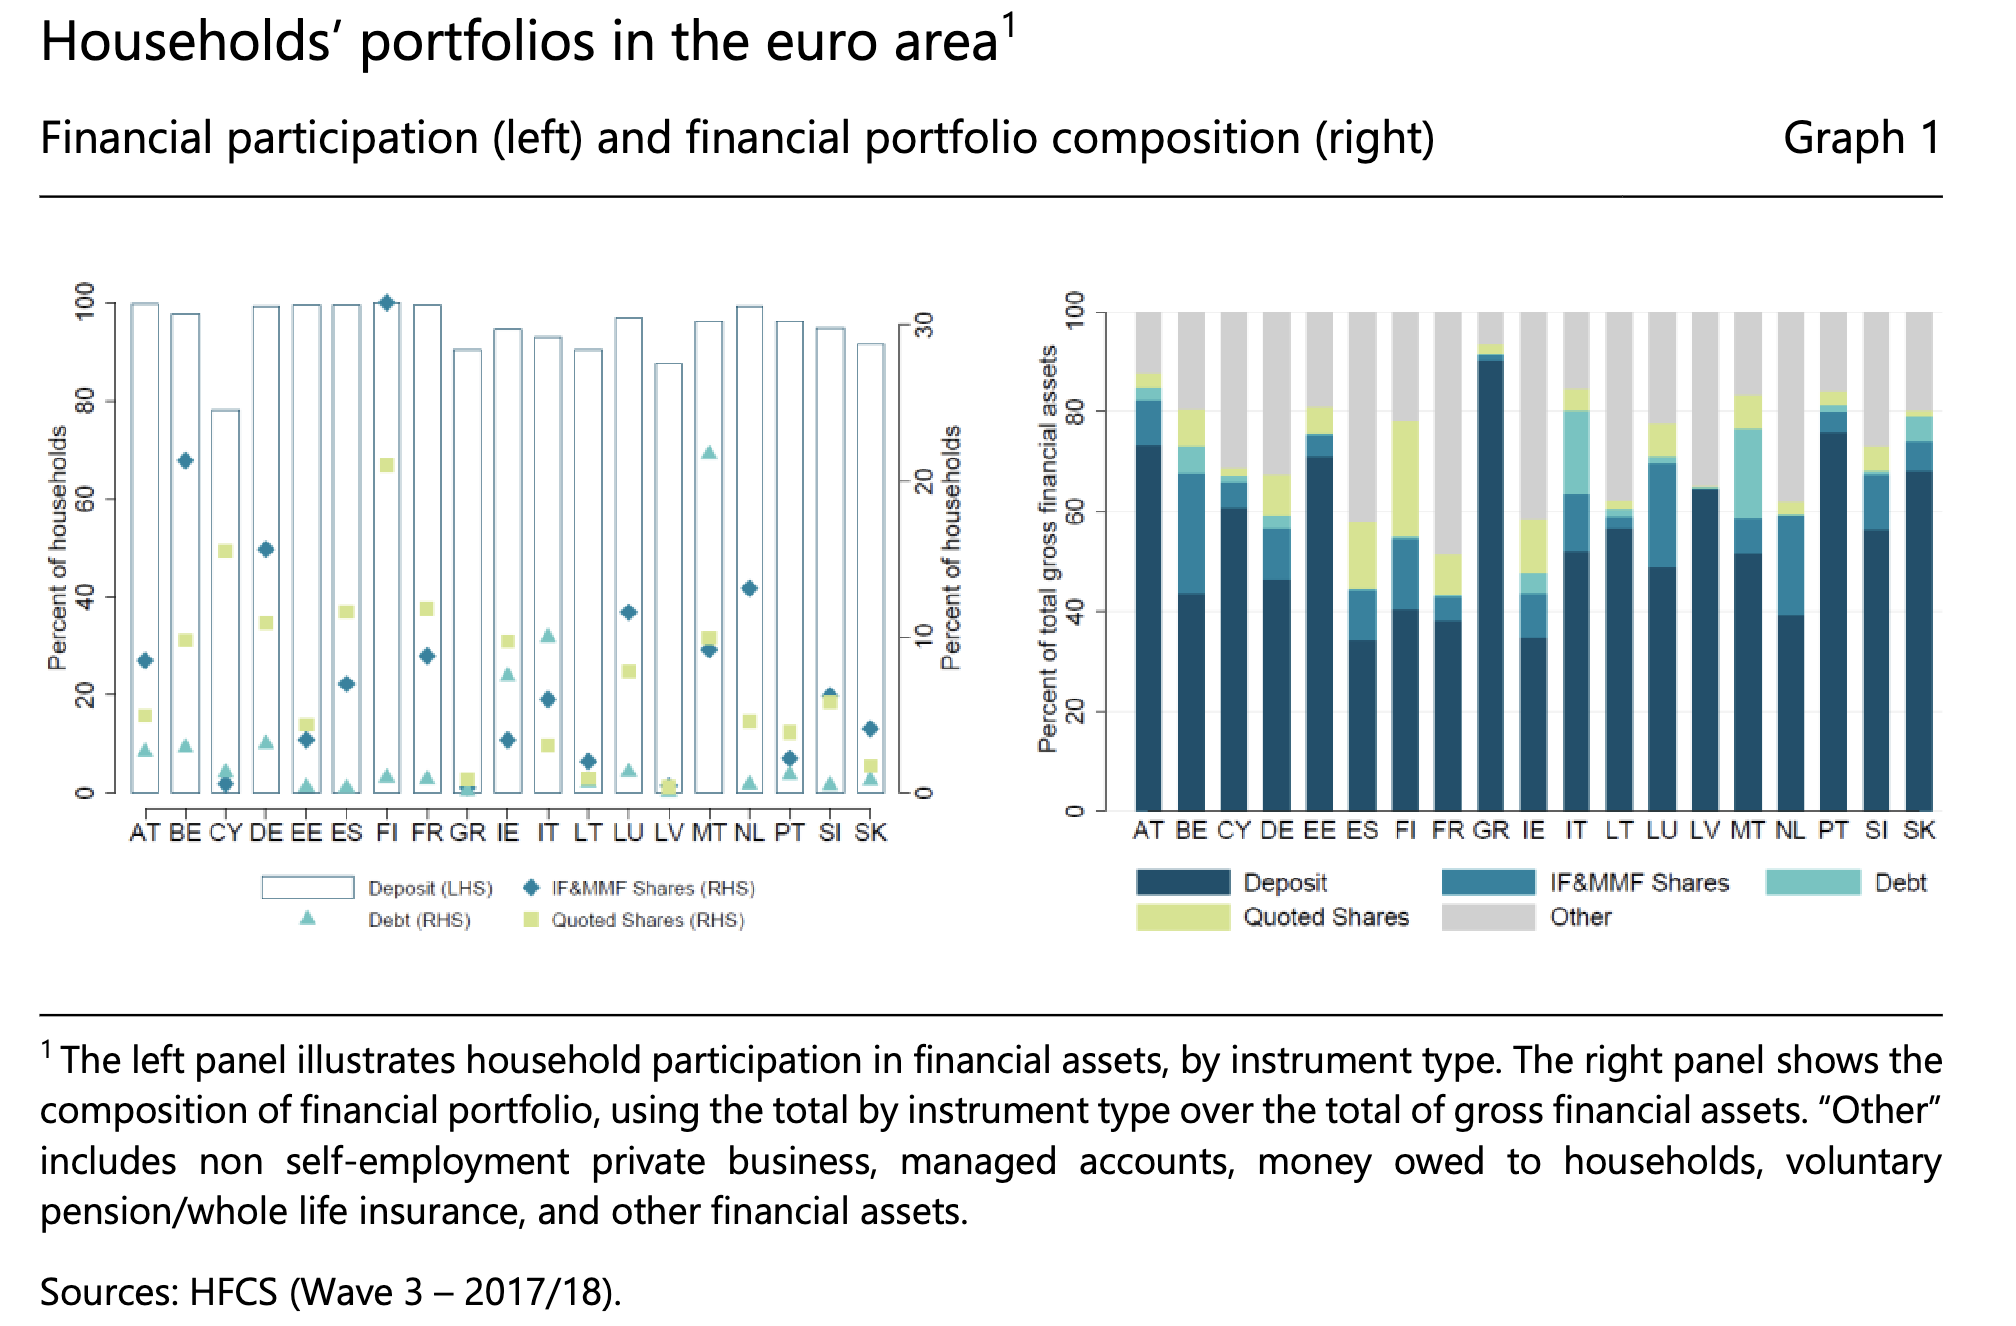 Households’ portfolios in the euro area1
Financial participation (left) and financial portfolio composition (right)
Graph 1
Percent of households
0
20
40
60
80
100
Percent of households
0
10
20
30
AT BE CY DE EE ES FI FR GR IE IT LT LU LV MT NL PT SI SK
Deposit (LHS)
IF&MMF Shares (RHS)
Debt (RHS)
Quoted Shares (RHS)
Percent of total gross financial assets
0
20
40
60
80
100
AT BE CY DE EE ES FI FR GR IE IT LT LU LV MT NL PT SI SK
Deposit
IF&MMF Shares
Debt
Quoted Shares
Other
1 The left panel illustrates household participation in financial assets, by instrument type. The right panel shows the
composition of financial portfolio, using the total by instrument type over the total of gross financial assets. “Other”
includes non self-employment private business, managed accounts, money owed to households, voluntary
pension/whole life insurance, and other financial assets.
Sources: HFCS (Wave 3 – 2017/18).